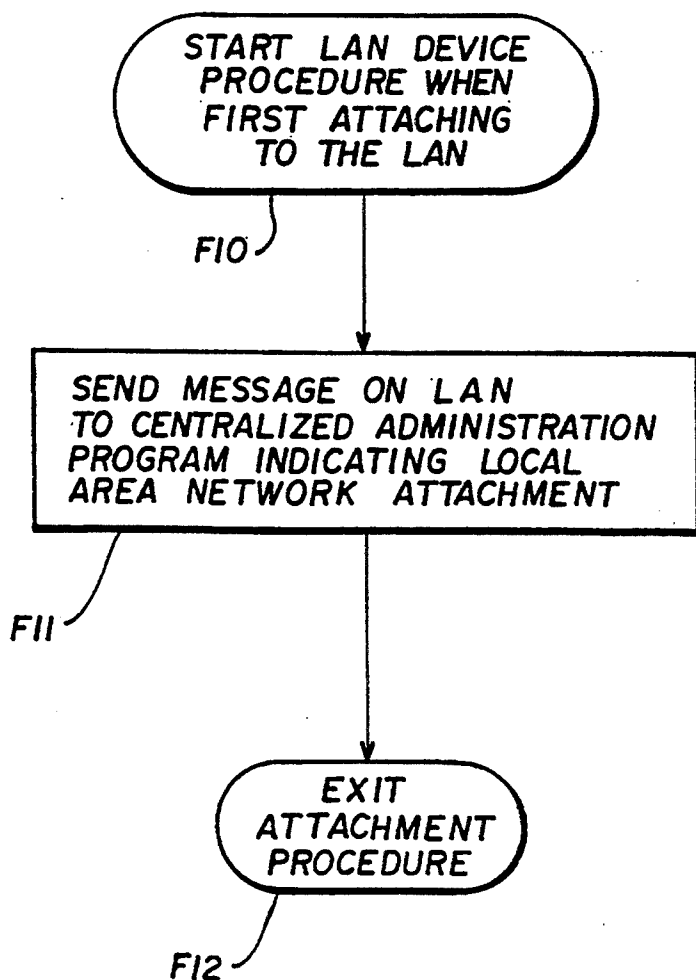 START LAN DEVICE
PROCEDURE WHEN
FIRST ATTACHING
TO THE LAN
F10
SEND MESSAGE ON LAN
TO CENTRALIZED ADMINISTRATION
PROGRAM INDICATING LOCAL
AREA NETWORK ATTACHMENT
F11
EXIT
ATTACHMENT
PROCEDURE
F12